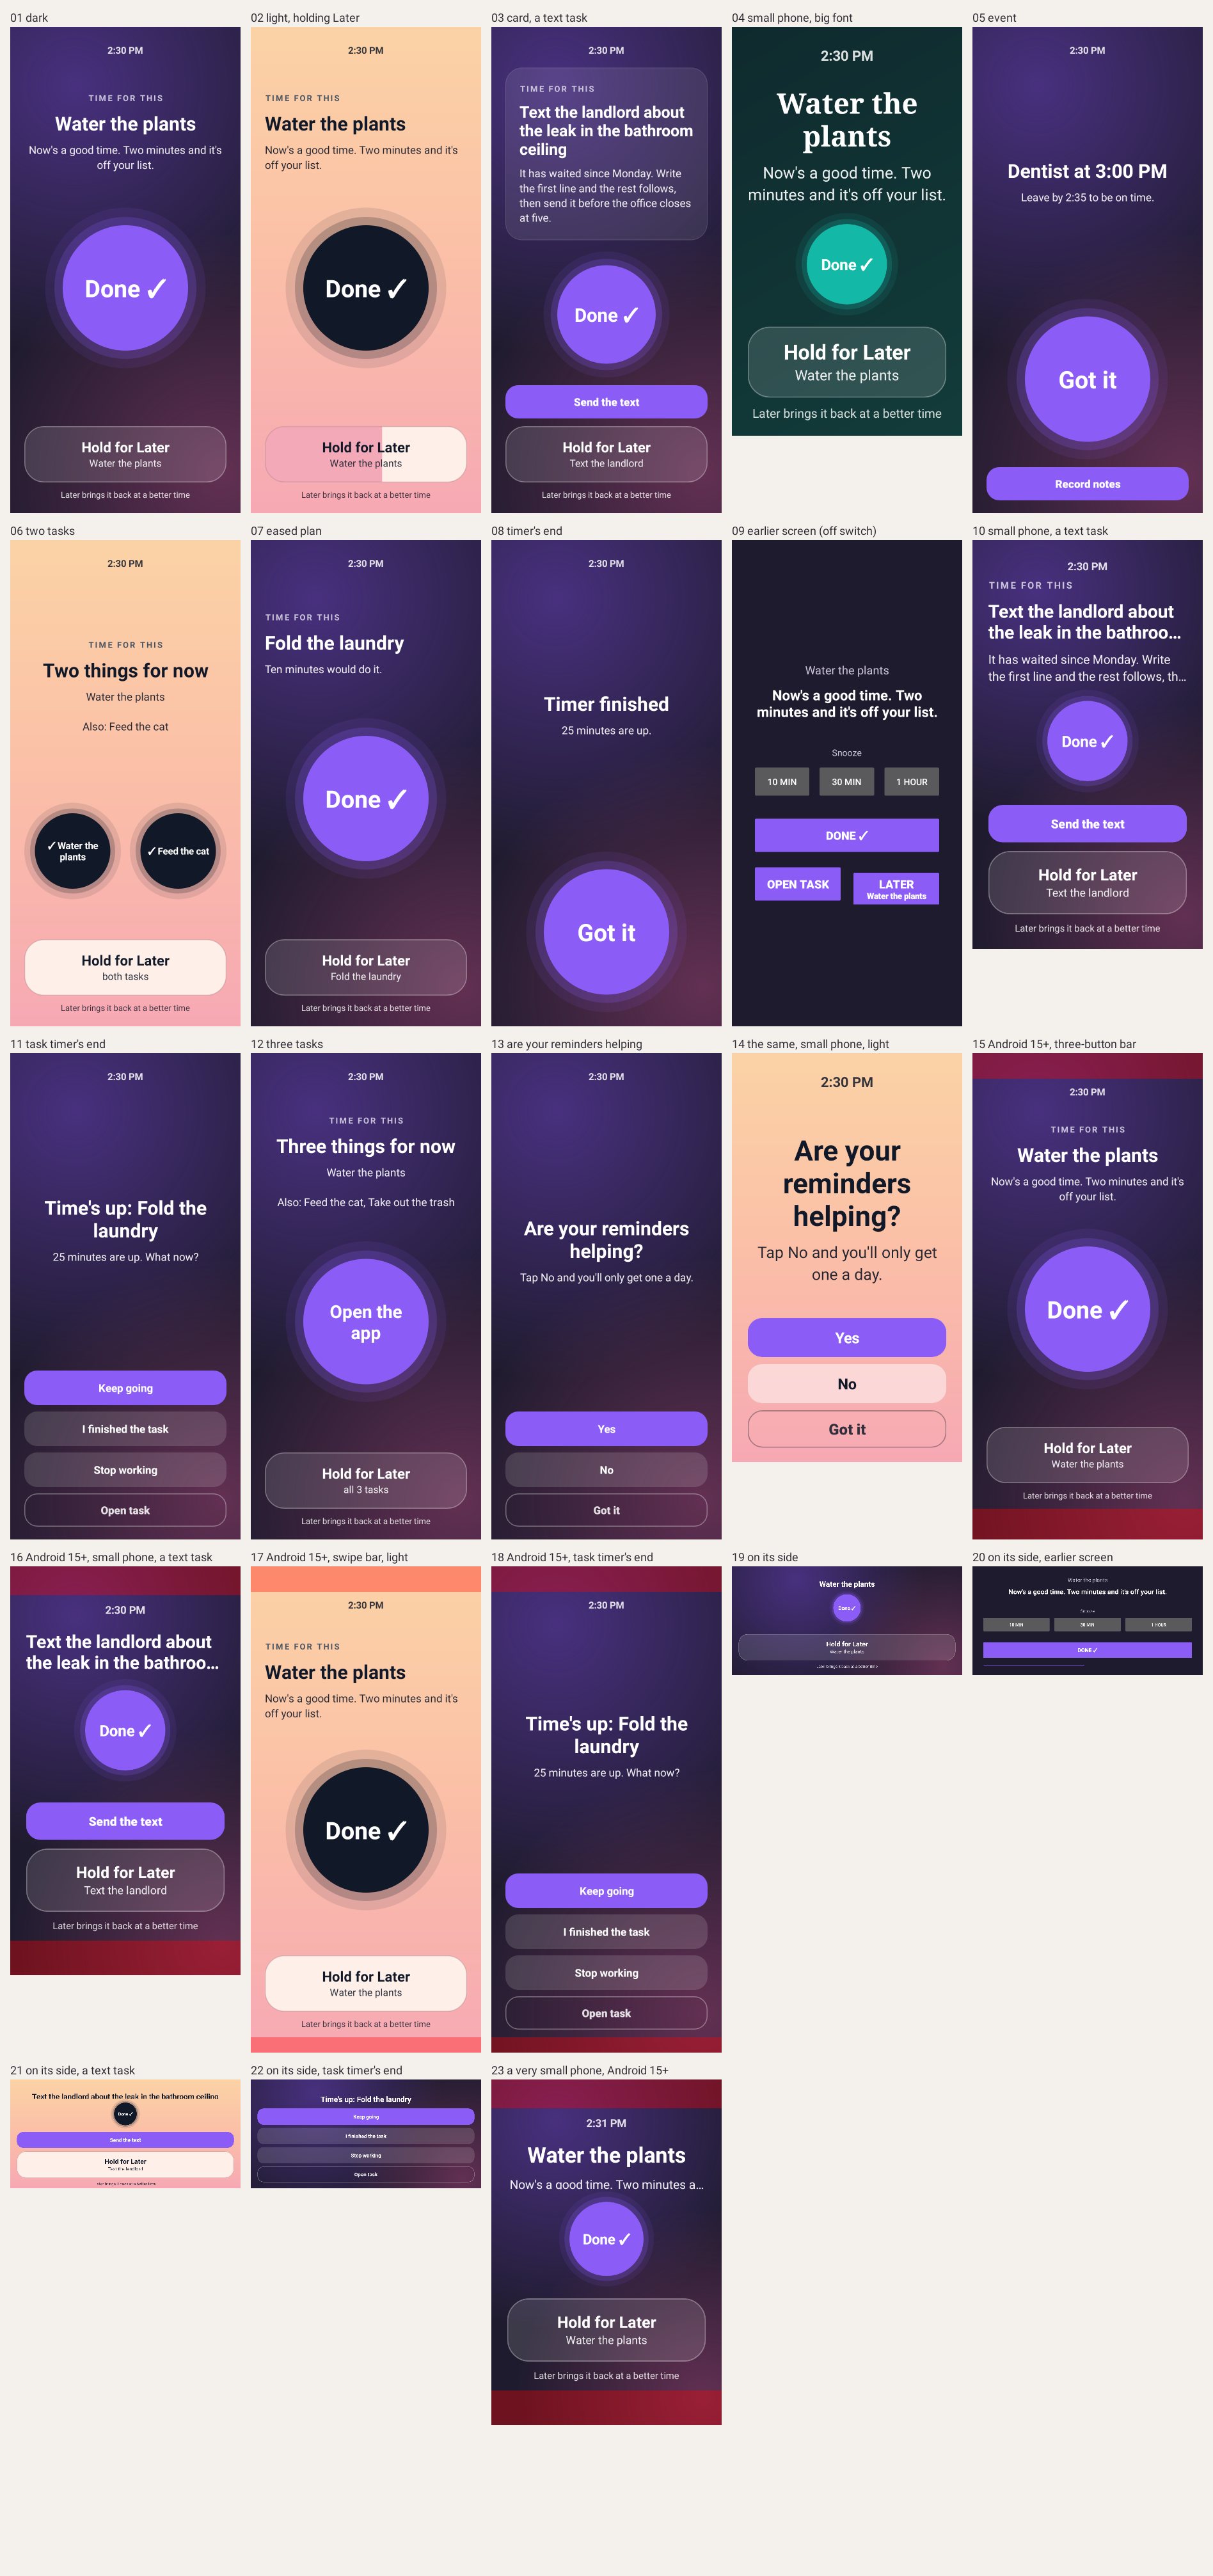 01 dark
2:30 PM
TIME FOR THIS
Water the plants
Now's a good time. Two minutes and it's
off your list.
Done ✓
Hold for Later
Water the plants
Later brings it back at a better time
02 light, holding Later
2:30 PM
TIME FOR THIS
Water the plants
Now's a good time. Two minutes and it's
off your list.
Done ✓
Hold for Later
Water the plants
Later brings it back at a better time
03 card, a text task
2:30 PM
TIME FOR THIS
Text the landlord about
the leak in the bathroom
ceiling
It has waited since Monday. Write
the first line and the rest follows,
then send it before the office closes
at five.
Done ✓
Send the text
Hold for Later
Text the landlord
Later brings it back at a better time
04 small phone, big font
2:30 PM
Water the
plants
Now's a good time. Two
minutes and it's off your list.
Done ✓
Hold for Later
Water the plants
Later brings it back at a better time
05 event
2:30 PM
Dentist at 3:00 PM
Leave by 2:35 to be on time.
Got it
Record notes
06 two tasks
2:30 PM
TIME FOR THIS
Two things for now
Water the plants
Also: Feed the cat
✓ Water the
plants
✓ Feed the cat
Hold for Later
both tasks
Later brings it back at a better time
07 eased plan
2:30 PM
TIME FOR THIS
Fold the laundry
Ten minutes would do it.
Done ✓
Hold for Later
Fold the laundry
Later brings it back at a better time
08 timer's end
2:30 PM
Timer finished
25 minutes are up.
Got it
09 earlier screen (off switch)
Water the plants
Now's a good time. Two
minutes and it's off your list.
Snooze
10 MIN
30 MIN
1 HOUR
DONE ✓
OPEN TASK
LATER
Water the plants
10 small phone, a text task
2:30 PM
TIME FOR THIS
Text the landlord about
the leak in the bathroo...
It has waited since Monday. Write
the first line and the rest follows, th...
Done ✓
Send the text
Hold for Later
Text the landlord
Later brings it back at a better time
11 task timer's end
2:30 PM
Time's up: Fold the
laundry
25 minutes are up. What now?
Keep going
I finished the task
Stop working
Open task
12 three tasks
2:30 PM
TIME FOR THIS
Three things for now
Water the plants
Also: Feed the cat, Take out the trash
Open the
app
Hold for Later
all 3 tasks
Later brings it back at a better time
13 are your reminders helping
2:30 PM
Are your reminders
helping?
Tap No and you'll only get one a day.
Yes
No
Got it
14 the same, small phone, light
2:30 PM
Are your
reminders
helping?
Tap No and you'll only get
one a day.
Yes
No
Got it
15 Android 15+, three-button bar
2:30 PM
TIME FOR THIS
Water the plants
Now's a good time. Two minutes and it's
off your list.
Done ✓
Hold for Later
Water the plants
Later brings it back at a better time
16 Android 15+, small phone, a text task
2:30 PM
Text the landlord about
the leak in the bathroo...
Done ✓
Send the text
Hold for Later
Text the landlord
Later brings it back at a better time
17 Android 15+, swipe bar, light
2:30 PM
TIME FOR THIS
Water the plants
Now's a good time. Two minutes and it's
off your list.
Done ✓
Hold for Later
Water the plants
Later brings it back at a better time
18 Android 15+, task timer's end
2:30 PM
Time's up: Fold the
laundry
25 minutes are up. What now?
Keep going
I finished the task
Stop working
Open task
19 on its side
Water the plants
Done ✓
Hold for Later
Water the plants
Later brings it back at a better time
20 on its side, earlier screen
Water the plants
Now's a good time. Two minutes and it's off your list.
Snooze
10 MIN
30 MIN
1 HOUR
DONE ✓
21 on its side, a text task
Text the landlord about the leak in the bathroom ceiling
Done ✓
Send the text
Hold for Later
Text the landlord
Later brings it back at a better time
22 on its side, task timer's end
Time's up: Fold the laundry
Keep going
I finished the task
Stop working
Open task
23 a very small phone, Android 15+
2:31 PM
Water the plants
Now's a good time. Two minutes a...
Done ✓
Hold for Later
Water the plants
Later brings it back at a better time